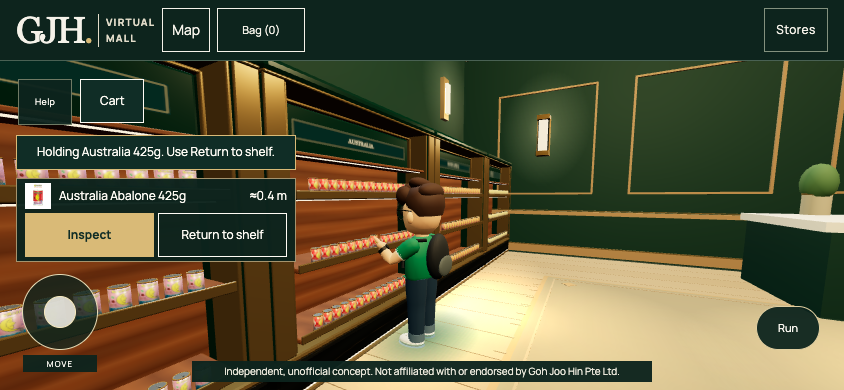 GJH. VIRTUAL MALL
Map
Bag (0)
Stores
Help
Cart
Holding Australia 425g. Use Return to shelf.
Australia Abalone 425g
≈0.4 m
Inspect
Return to shelf
AUSTRALIA
MOVE
Run
Independent, unofficial concept. Not affiliated with or endorsed by Goh Joo Hin Pte Ltd.